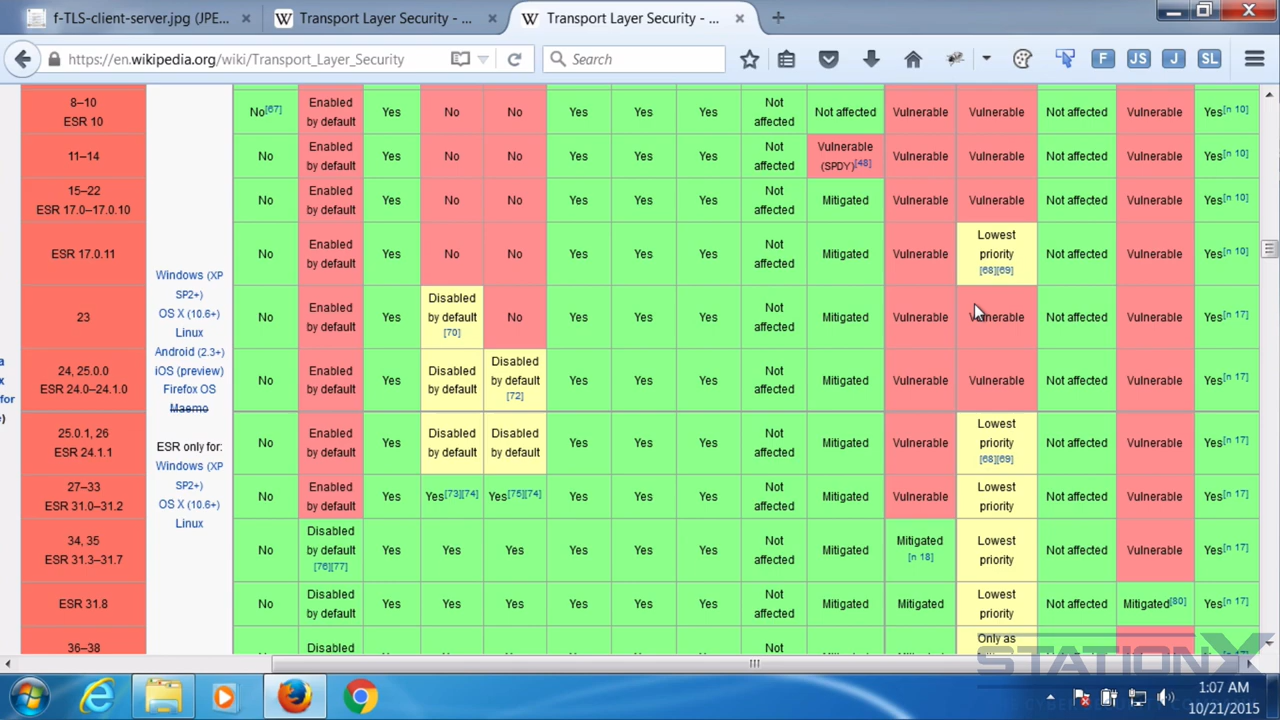 f-TLS-client-server.jpg (JPE...
Transport Layer Security - ...
Transport Layer Security - ...
https://en.wikipedia.org/wiki/Transport_Layer_Security
Search
F
JS
J
SL
8–10
ESR 10
No[67]
Enabled
by default
Yes
No
No
Yes
Yes
Yes
Not
affected
Not affected
Vulnerable
Vulnerable
Not affected
Vulnerable
Yes[n 10]
11–14
No
Enabled
by default
Yes
No
No
Yes
Yes
Yes
Not
affected
Vulnerable
(SPDY)[48]
Vulnerable
Vulnerable
Not affected
Vulnerable
Yes[n 10]
15–22
ESR 17.0–17.0.10
No
Enabled
by default
Yes
No
No
Yes
Yes
Yes
Not
affected
Mitigated
Vulnerable
Vulnerable
Not affected
Vulnerable
Yes[n 10]
ESR 17.0.11
No
Enabled
by default
Yes
No
No
Yes
Yes
Yes
Not
affected
Mitigated
Vulnerable
Lowest
priority
[68][69]
Not affected
Vulnerable
Yes[n 10]
Windows (XP
SP2+)
OS X (10.6+)
Linux
Android (2.3+)
iOS (preview)
Firefox OS
Maemo
ESR only for:
Windows (XP
SP2+)
OS X (10.6+)
Linux
23
No
Enabled
by default
Yes
Disabled
by default
[70]
No
Yes
Yes
Yes
Not
affected
Mitigated
Vulnerable
Vulnerable
Not affected
Vulnerable
Yes[n 17]
24, 25.0.0
ESR 24.0–24.1.0
No
Enabled
by default
Yes
Disabled
by default
Disabled
by default
[72]
Yes
Yes
Yes
Not
affected
Mitigated
Vulnerable
Vulnerable
Not affected
Vulnerable
Yes[n 17]
25.0.1, 26
ESR 24.1.1
No
Enabled
by default
Yes
Disabled
by default
Disabled
by default
Yes
Yes
Yes
Not
affected
Mitigated
Vulnerable
Lowest
priority
[68][69]
Not affected
Vulnerable
Yes[n 17]
27–33
ESR 31.0–31.2
No
Enabled
by default
Yes
Yes[73][74]
Yes[75][74]
Yes
Yes
Yes
Not
affected
Mitigated
Vulnerable
Lowest
priority
Not affected
Vulnerable
Yes[n 17]
34, 35
ESR 31.3–31.7
No
Disabled
by default
[76][77]
Yes
Yes
Yes
Yes
Yes
Yes
Not
affected
Mitigated
Mitigated
[n 18]
Lowest
priority
Not affected
Vulnerable
Yes[n 17]
ESR 31.8
No
Disabled
by default
Yes
Yes
Yes
Yes
Yes
Yes
Not
affected
Mitigated
Mitigated
Lowest
priority
Not affected
Mitigated[80]
Yes[n 17]
36–38
Disabled
Not
Only as
STATIONX
1:07 AM
10/21/2015